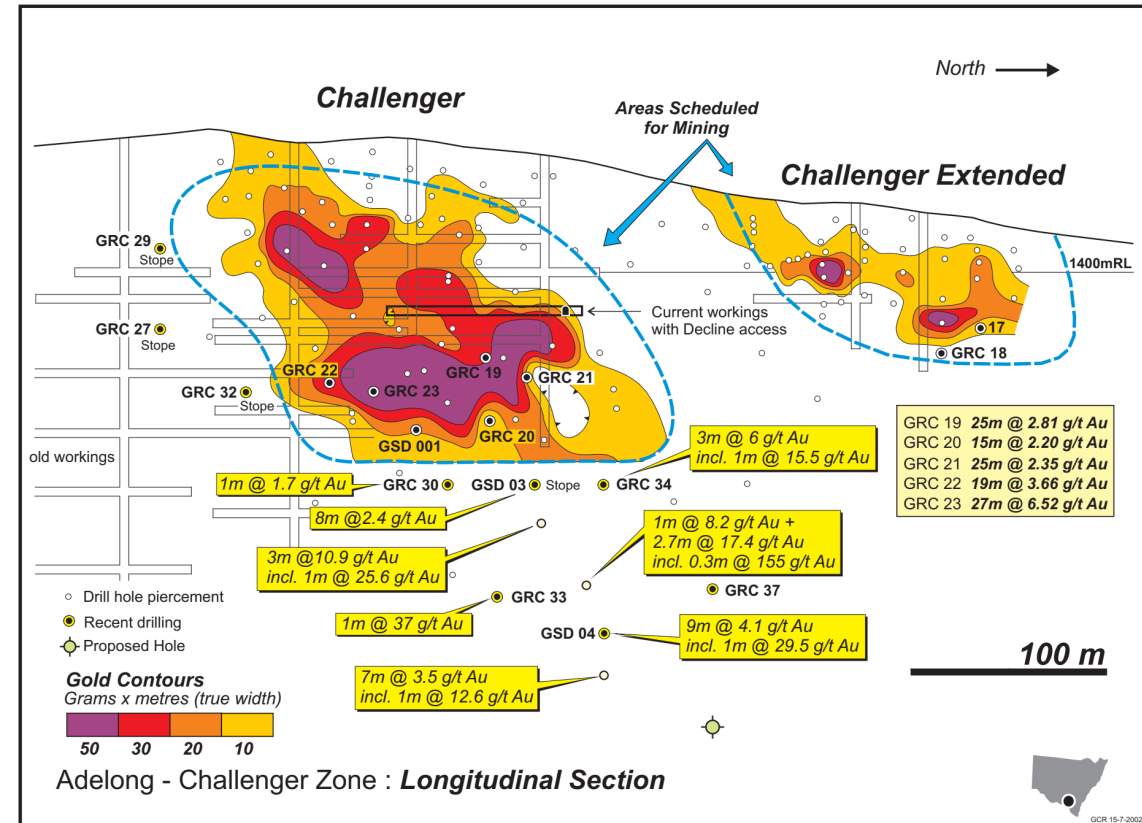 North
Challenger
Areas Scheduled
for Mining
Challenger Extended
GRC 29
Stope
1400mRL
Current workings
with Decline access
GRC 27
Stope
17
GRC 18
GRC 22
GRC 19
GRC 21
GRC 32
Stope
GRC 23
GRC 20
GSD 001
old workings
GRC 19 25m @ 2.81 g/t Au
GRC 20 15m @ 2.20 g/t Au
GRC 21 25m @ 2.35 g/t Au
GRC 22 19m @ 3.66 g/t Au
GRC 23 27m @ 6.52 g/t Au
3m @ 6 g/t Au
incl. 1m @ 15.5 g/t Au
1m @ 1.7 g/t Au
GRC 30
GSD 03
Stope
GRC 34
8m @2.4 g/t Au
1m @ 8.2 g/t Au +
2.7m @ 17.4 g/t Au
incl. 0.3m @ 155 g/t Au
3m @10.9 g/t Au
incl. 1m @ 25.6 g/t Au
Drill hole piercement
Recent drilling
Proposed Hole
GRC 33
GRC 37
1m @ 37 g/t Au
GSD 04
9m @ 4.1 g/t Au
incl. 1m @ 29.5 g/t Au
7m @ 3.5 g/t Au
incl. 1m @ 12.6 g/t Au
100 m
Gold Contours
Grams x metres (true width)
50 30 20 10
Adelong - Challenger Zone : Longitudinal Section
GCR 15-7-2002